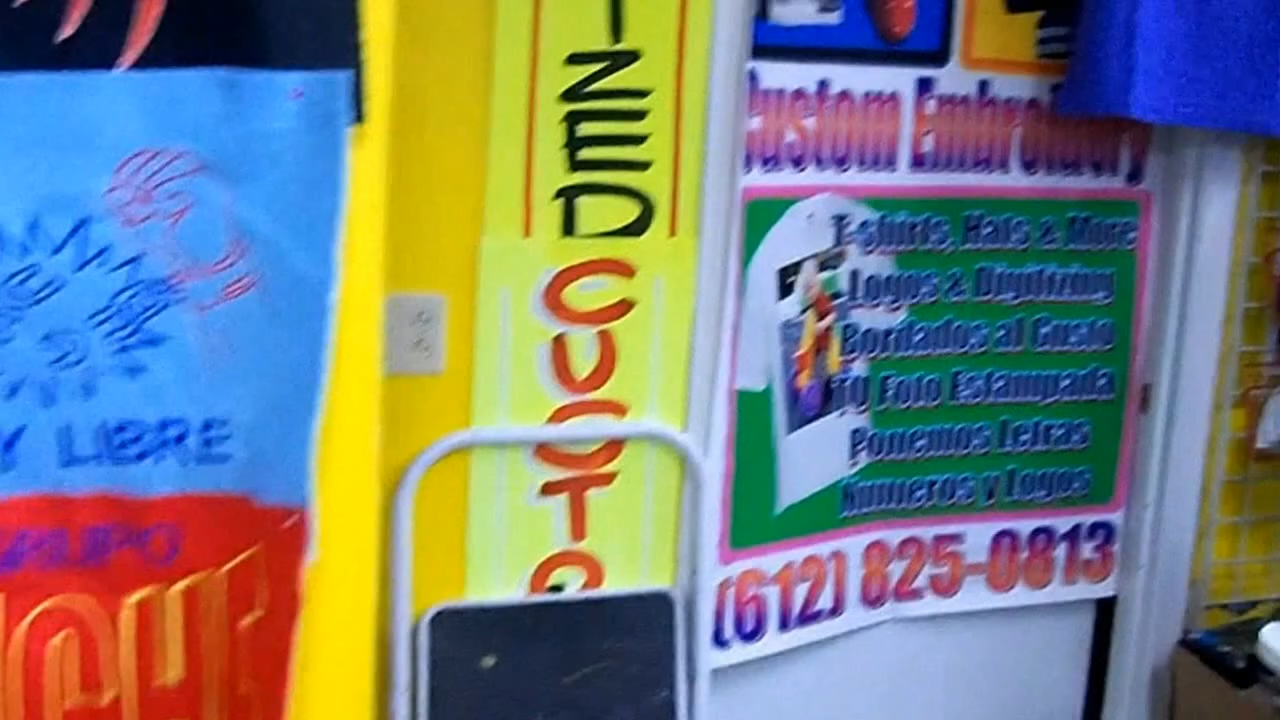 Y LIBRE
GRUPO
IZED
CUSTO
Custom Embroidery
T-shirts, Hats & More
Logos & Digitizing
Bordados al Gusto
TU Foto Estampada
Ponemos Letras
Numeros y Logos
(612) 825-0813